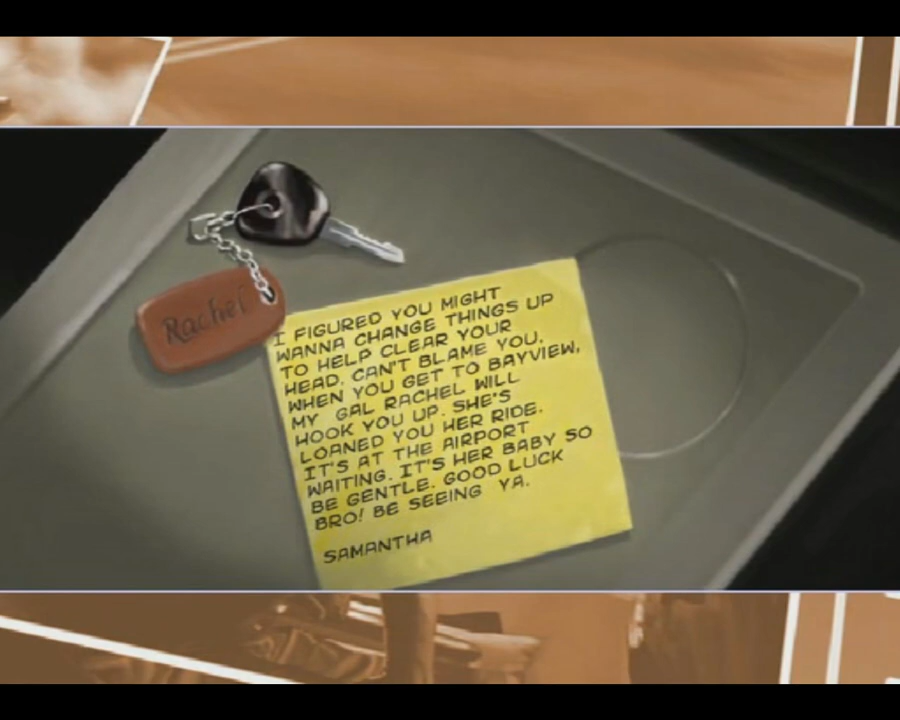 Rachel
I FIGURED YOU MIGHT
WANNA CHANGE THINGS UP
TO HELP CLEAR YOUR
HEAD. CAN'T BLAME YOU.
WHEN YOU GET TO BAYVIEW,
MY GAL RACHEL WILL
HOOK YOU UP. SHE'S
LOANED YOU HER RIDE.
IT'S AT THE AIRPORT
WAITING. IT'S HER BABY SO
BE GENTLE. GOOD LUCK
BRO! BE SEEING YA.
SAMANTHA